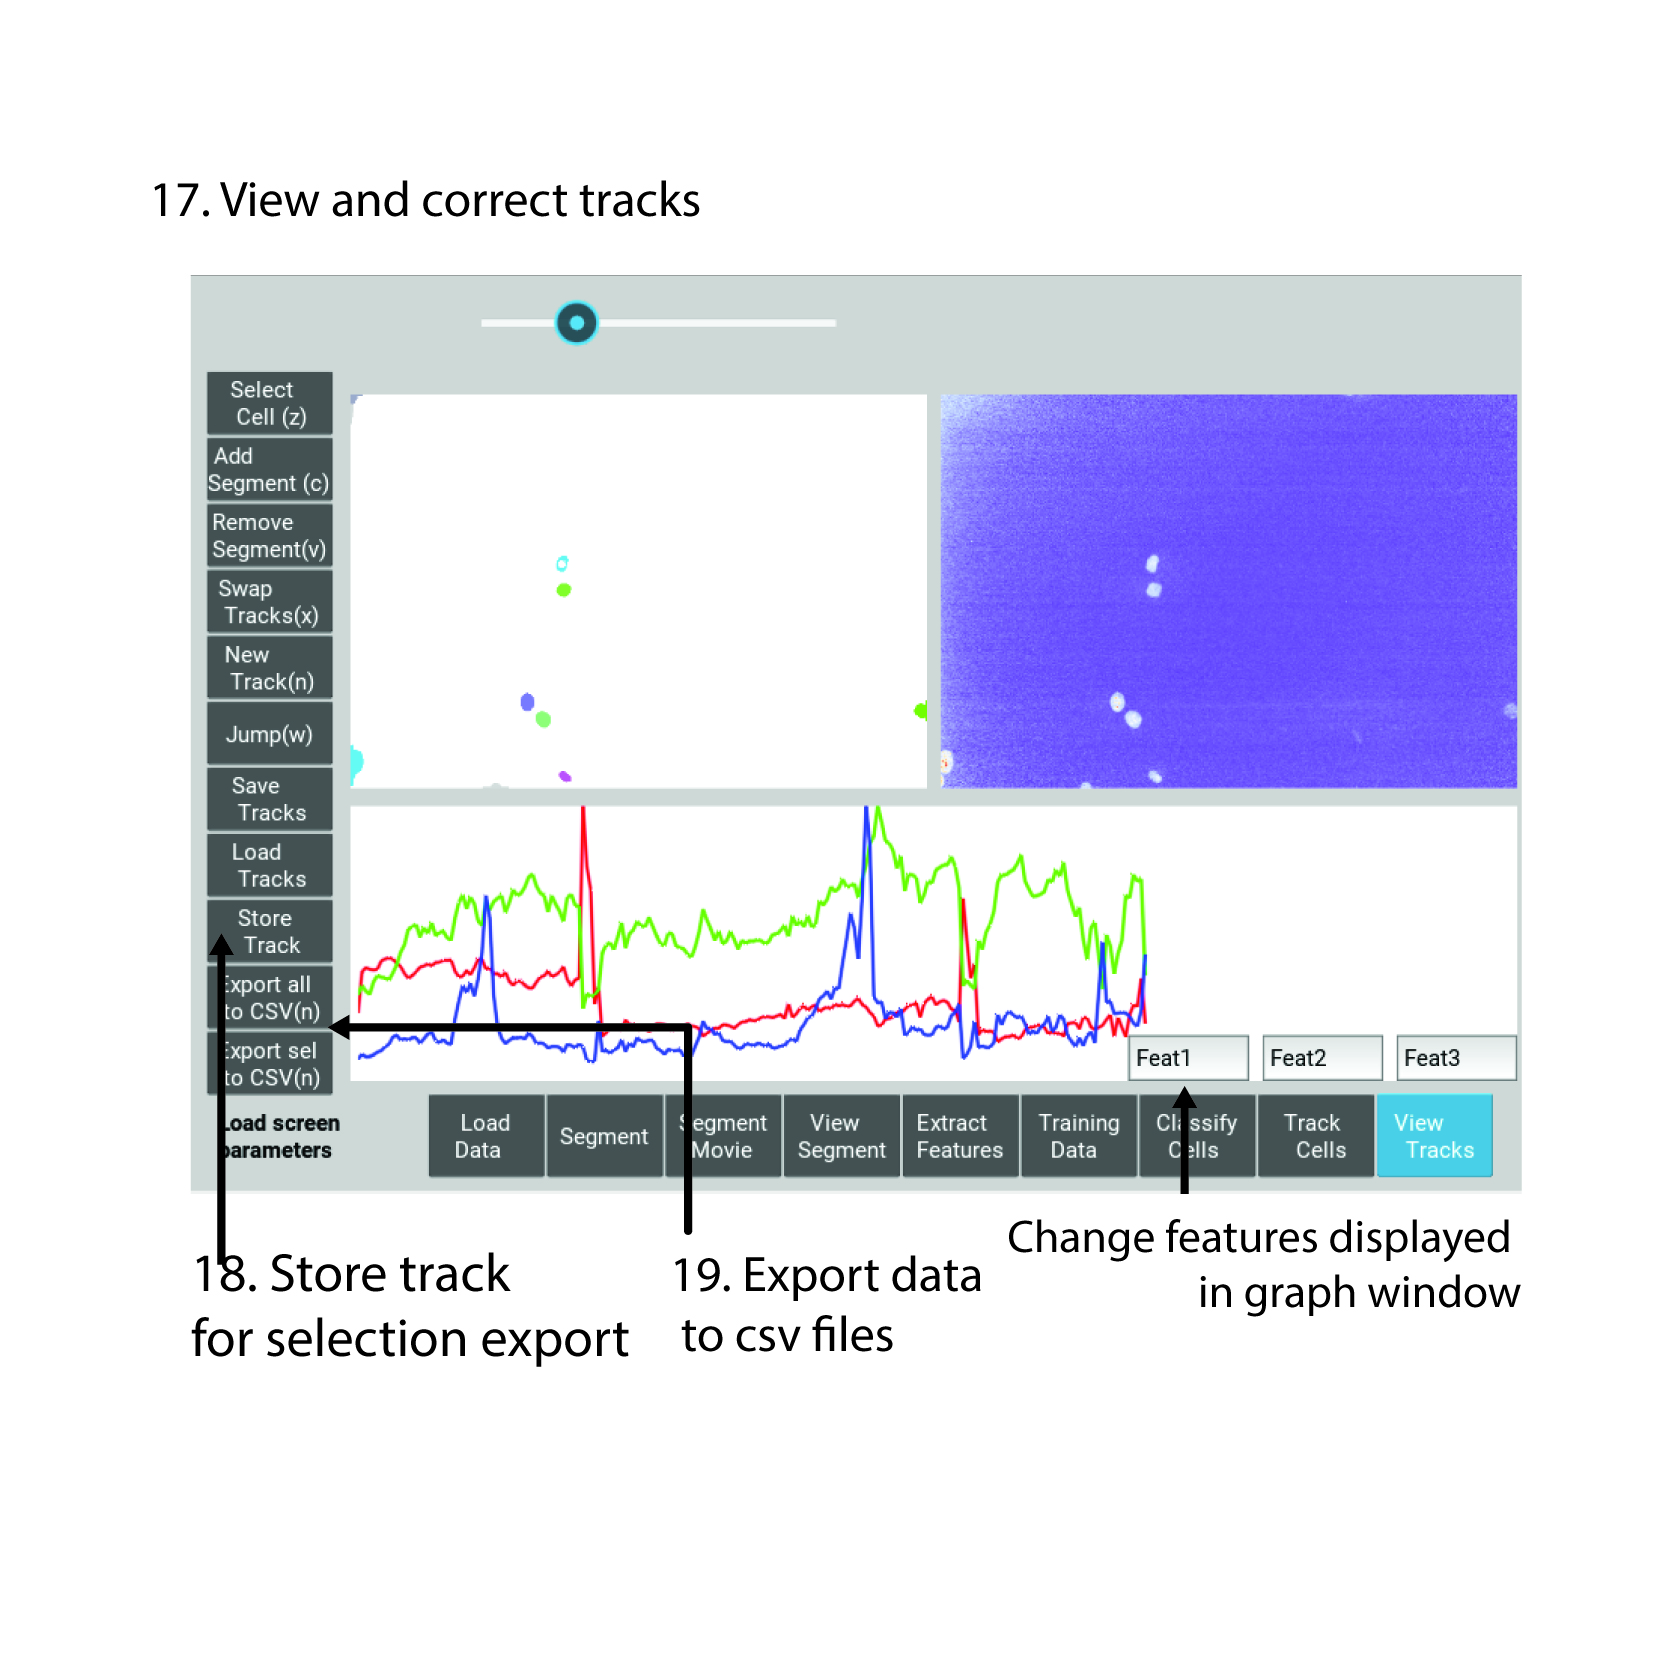 17. View and correct tracks
Select
Cell (z)
Add
Segment (c)
Remove
Segment(v)
Swap
Tracks(x)
New
Track(n)
Jump(w)
Save
Tracks
Load
Tracks
Store
Track
Export all
to CSV(n)
Export sel
to CSV(n)
Feat1
Feat2
Feat3
Load screen
parameters
Load
Data
Segment
Segment
Movie
View
Segment
Extract
Features
Training
Data
Classify
Cells
Track
Cells
View
Tracks
18. Store track
for selection export
19. Export data
to csv files
Change features displayed
in graph window